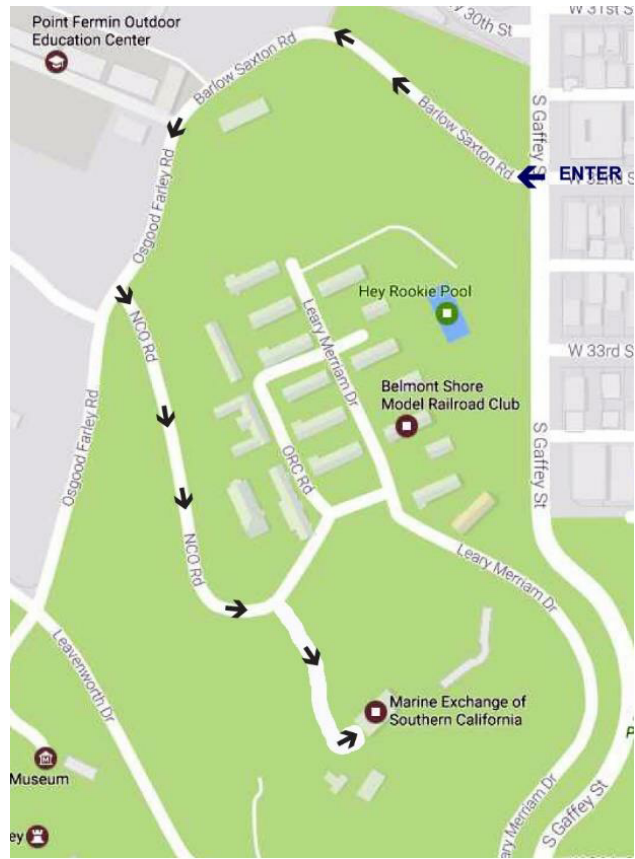 Point Fermin Outdoor
Education Center
30th St
W 31st S
Barlow Saxton Rd
Barlow Saxton Rd
S Gaffey St
ENTER
W 32nd S
Osgood Farley Rd
Hey Rookie Pool
NCO Rd
Leary Merriam Dr
W 33rd S
Belmont Shore
Model Railroad Club
Osgood Farley Rd
ORC Rd
S Gaffey St
NCO Rd
Leary Merriam Dr
Leavenworth Dr
Marine Exchange of
Southern California
P
Museum
M
S Gaffey St
ey
Leary Merriam Dr